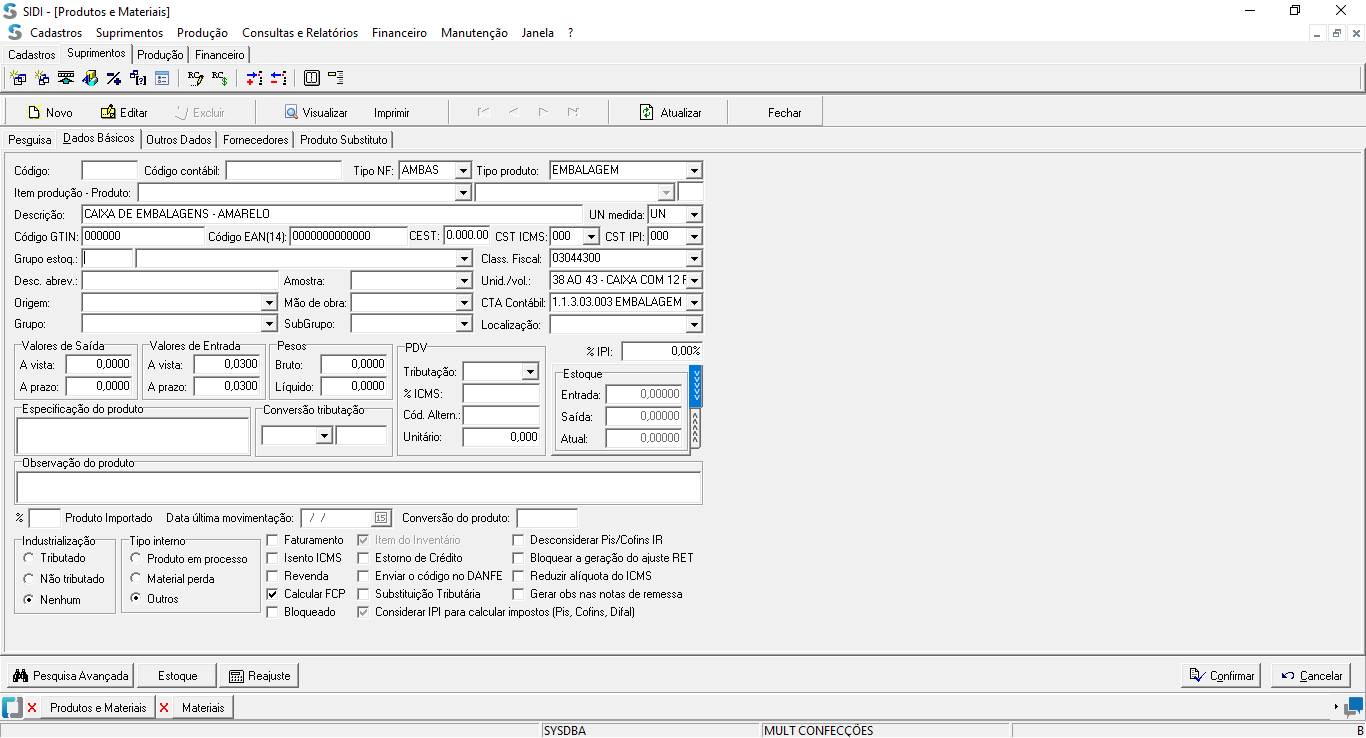 SIDI - [Produtos e Materiais]
Cadastros Suprimentos Produção Consultas e Relatórios Financeiro Manutenção Janela ?
Cadastros Suprimentos Produção Financeiro
Novo Editar Excluir Visualizar Imprimir Atualizar Fechar
Pesquisa Dados Básicos Outros Dados Fornecedores Produto Substituto
Código: Código contábil: Tipo NF: AMBAS Tipo produto: EMBALAGEM
Item produção - Produto:
Descrição: CAIXA DE EMBALAGENS - AMARELO UN medida: UN
Código GTIN: 000000 Código EAN(14): 0000000000000 CEST: 0.000.00 CST ICMS: 000 CST IPI: 000
Grupo estoq.: Class. Fiscal: 03044300
Desc. abrev.: Amostra: Unid./vol.: 38 AO 43 - CAIXA COM 12 F
Origem: Mão de obra: CTA Contábil: 1.1.3.03.003 EMBALAGEM
Grupo: SubGrupo: Localização:
Valores de Saída Valores de Entrada Pesos PDV % IPI: 0,00%
A vista: 0,0000 A vista: 0,0300 Bruto: 0,0000 Tributação: Estoque
A prazo: 0,0000 A prazo: 0,0300 Líquido: 0,0000 % ICMS: Entrada: 0,00000
Especificação do produto Conversão tributação Cód. Altern.: Saída: 0,00000
Unitário: 0,000 Atual: 0,00000
Observação do produto
% Produto Importado Data última movimentação: / / 15 Conversão do produto:
Industrialização Tipo interno Faturamento Item do Inventário Desconsiderar Pis/Cofins IR
Tributado Produto em processo Isento ICMS Estorno de Crédito Bloquear a geração do ajuste RET
Não tributado Material perda Revenda Enviar o código no DANFE Reduzir alíquota do ICMS
Nenhum Outros Calcular FCP Substituição Tributária Gerar obs nas notas de remessa
Bloqueado Considerar IPI para calcular impostos (Pis, Cofins, Difal)
Pesquisa Avançada Estoque Reajuste Confirmar Cancelar
Produtos e Materiais Materiais
SYSDBA MULT CONFECÇÕES B